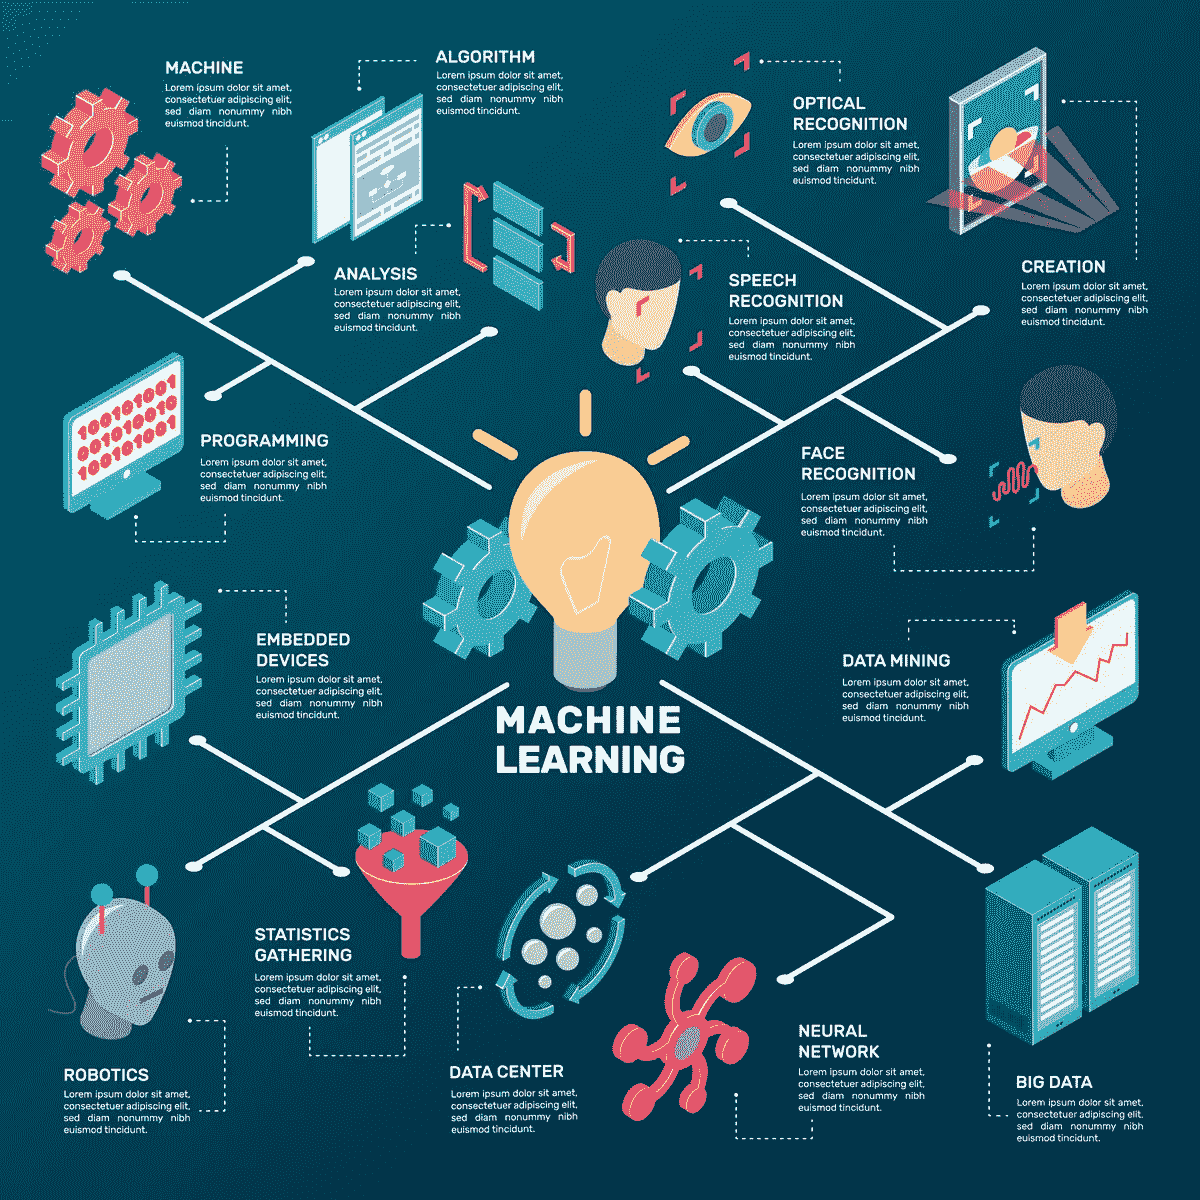 MACHINE
Lorem ipsum dolor sit amet,
consectetuer adipiscing elit,
sed diam nonummy nibh
euismod tincidunt.
ALGORITHM
Lorem ipsum dolor sit amet,
consectetuer adipiscing elit,
sed diam nonummy nibh
euismod tincidunt.
OPTICAL
RECOGNITION
Lorem ipsum dolor sit amet,
consectetuer adipiscing elit,
sed diam nonummy nibh
euismod tincidunt.
ANALYSIS
Lorem ipsum dolor sit amet,
consectetuer adipiscing elit,
sed diam nonummy nibh
euismod tincidunt.
SPEECH
RECOGNITION
Lorem ipsum dolor sit amet,
consectetuer adipiscing elit,
sed diam nonummy nibh
euismod tincidunt.
CREATION
Lorem ipsum dolor sit amet,
consectetuer adipiscing elit,
sed diam nonummy nibh
euismod tincidunt.
100101001
001010010
100101001
PROGRAMMING
Lorem ipsum dolor sit amet,
consectetuer adipiscing elit,
sed diam nonummy nibh
euismod tincidunt.
FACE
RECOGNITION
Lorem ipsum dolor sit amet,
consectetuer adipiscing elit,
sed diam nonummy nibh
euismod tincidunt.
EMBEDDED
DEVICES
Lorem ipsum dolor sit amet,
consectetuer adipiscing elit,
sed diam nonummy nibh
euismod tincidunt.
DATA MINING
Lorem ipsum dolor sit amet,
consectetuer adipiscing elit,
sed diam nonummy nibh
euismod tincidunt.
MACHINE
LEARNING
STATISTICS
GATHERING
Lorem ipsum dolor sit amet,
consectetuer adipiscing elit,
sed diam nonummy nibh
euismod tincidunt.
ROBOTICS
Lorem ipsum dolor sit amet,
consectetuer adipiscing elit,
sed diam nonummy nibh
euismod tincidunt.
DATA CENTER
Lorem ipsum dolor sit amet,
consectetuer adipiscing elit,
sed diam nonummy nibh
euismod tincidunt.
NEURAL
NETWORK
Lorem ipsum dolor sit amet,
consectetuer adipiscing elit,
sed diam nonummy nibh
euismod tincidunt.
BIG DATA
Lorem ipsum dolor sit amet,
consectetuer adipiscing elit,
sed diam nonummy nibh
euismod tincidunt.